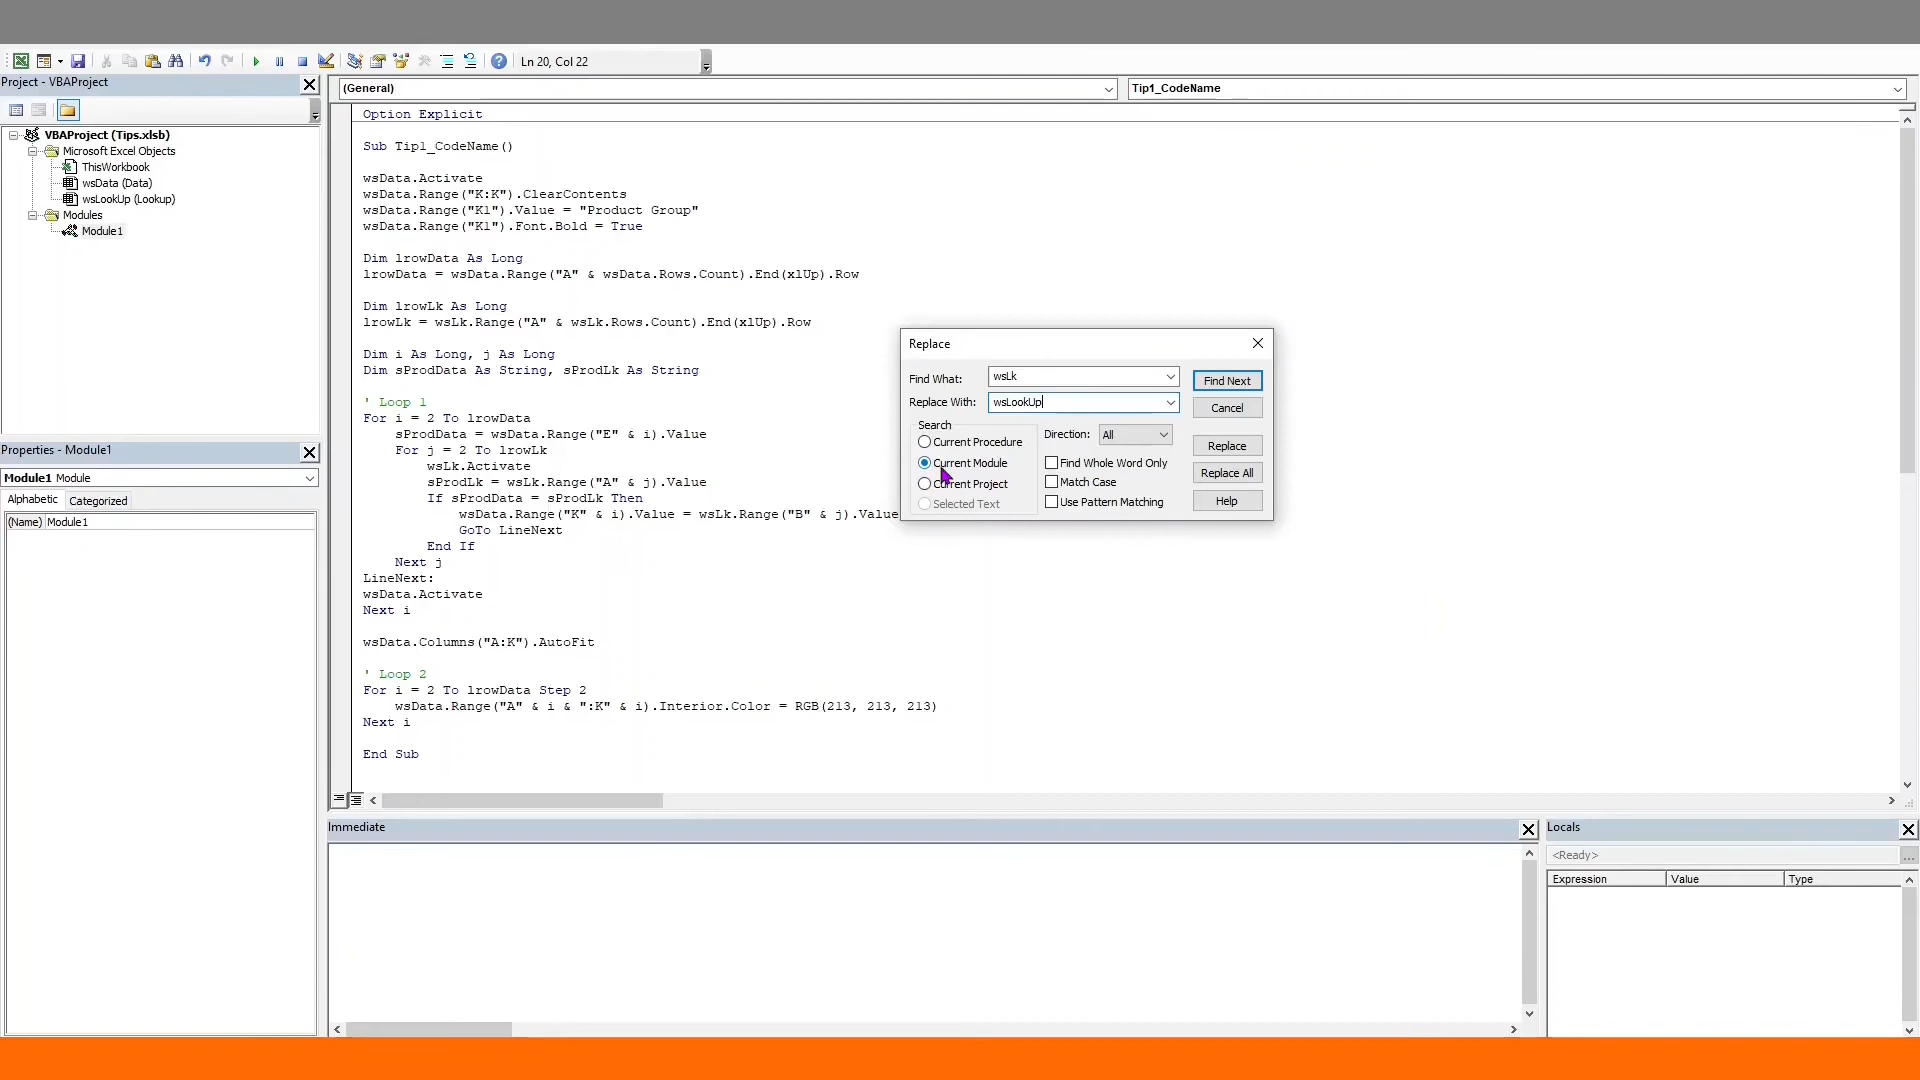 Ln 20, Col 22
Project - VBAProject
VBAProject (Tips.xlsb)
Microsoft Excel Objects
ThisWorkbook
wsData (Data)
wsLookUp (Lookup)
Modules
Module1
Properties - Module1
Module1 Module
Alphabetic
Categorized
(Name) Module1
(General)
Tip1_CodeName
Option Explicit
Sub Tip1_CodeName()
wsData.Activate
wsData.Range("K:K").ClearContents
wsData.Range("K1").Value = "Product Group"
wsData.Range("K1").Font.Bold = True
Dim lrowData As Long
lrowData = wsData.Range("A" & wsData.Rows.Count).End(xlUp).Row
Dim lrowLk As Long
lrowLk = wsLk.Range("A" & wsLk.Rows.Count).End(xlUp).Row
Dim i As Long, j As Long
Dim sProdData As String, sProdLk As String
' Loop 1
For i = 2 To lrowData
sProdData = wsData.Range("E" & i).Value
For j = 2 To lrowLk
wsLk.Activate
sProdLk = wsLk.Range("A" & j).Value
If sProdData = sProdLk Then
wsData.Range("K" & i).Value = wsLk.Range("B" & j).Value
GoTo LineNext
End If
Next j
LineNext:
wsData.Activate
Next i
wsData.Columns("A:K").AutoFit
' Loop 2
For i = 2 To lrowData Step 2
wsData.Range("A" & i & ":K" & i).Interior.Color = RGB(213, 213, 213)
Next i
End Sub
Replace
Find What: wsLk
Find Next
Replace With: wsLookUp
Cancel
Search
Current Procedure
Current Module
Current Project
Selected Text
Direction: All
Find Whole Word Only
Match Case
Use Pattern Matching
Replace
Replace All
Help
Immediate
Locals
<Ready>
...
Expression Value Type